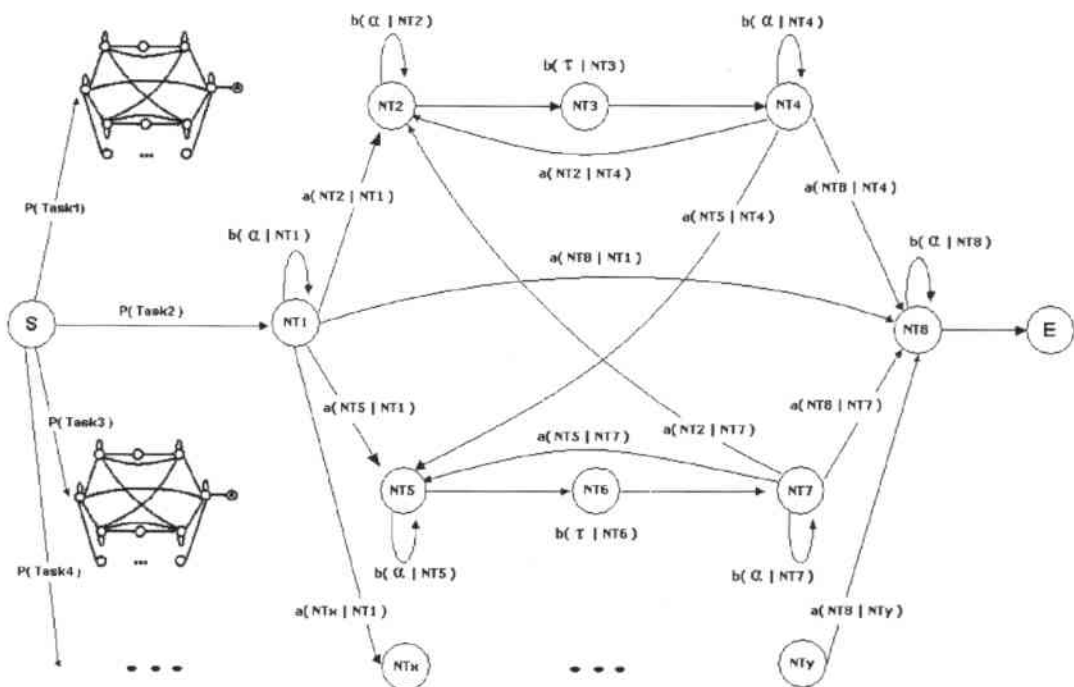 b( α | NT2 )
b( α | NT4 )
b( τ | NT3 )
NT2
NT3
NT4
a( NT2 | NT4 )
P( Task1)
a( NT2 | NT1 )
a( NT8 | NT4 )
a( NT5 | NT4 )
b( α | NT1 )
b( α | NT8 )
a( NT8 | NT1 )
P( Task2 )
S
NT1
NT8
E
a( NT5 | NT1 )
a( NT8 | NT7 )
P( Task3 )
a( NT2 | NT7 )
a( NT5 | NT7 )
NT5
NT6
NT7
b( τ | NT6 )
P( Task4 )
b( α | NT5 )
b( α | NT7 )
a( NTx | NT1 )
a( NT8 | NTy )
NTx
NTy